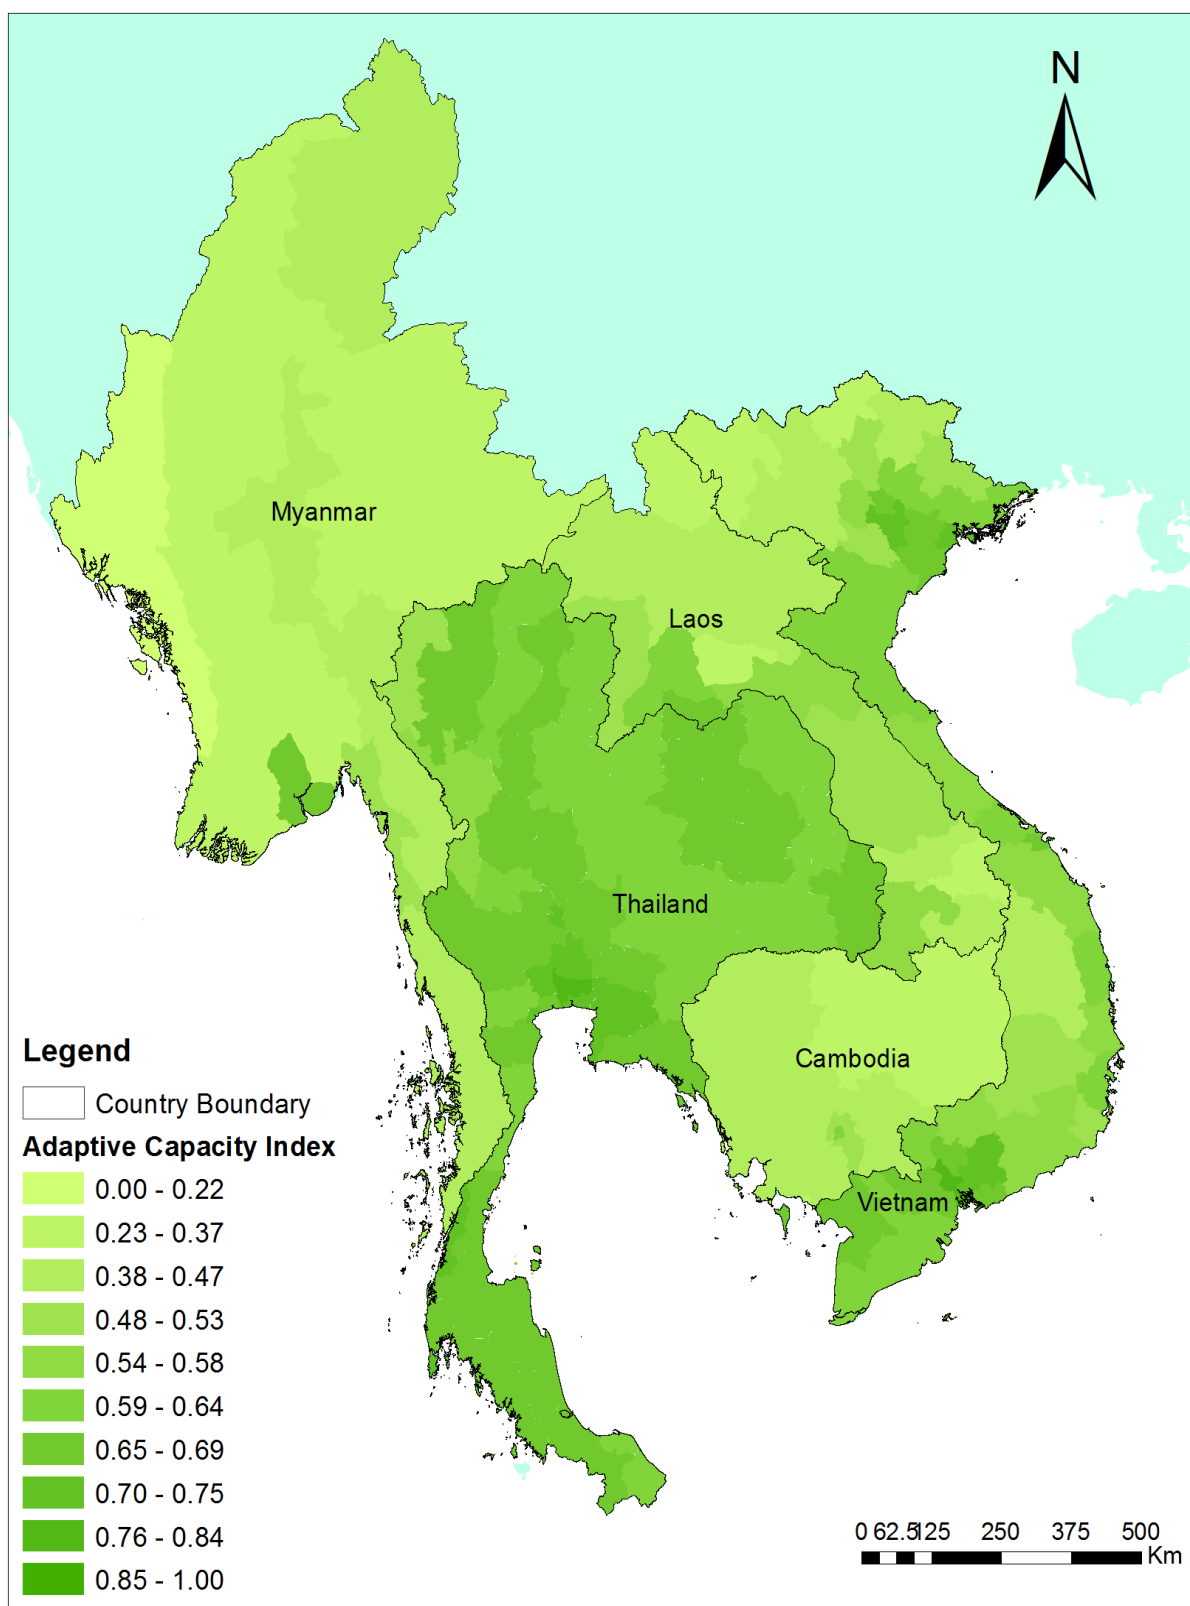 N
Myanmar
Laos
Thailand
Cambodia
Vietnam
Legend
Country Boundary
Adaptive Capacity Index
0.00 - 0.22
0.23 - 0.37
0.38 - 0.47
0.48 - 0.53
0.54 - 0.58
0.59 - 0.64
0.65 - 0.69
0.70 - 0.75
0.76 - 0.84
0.85 - 1.00
0 62.5125 250 375 500
Km